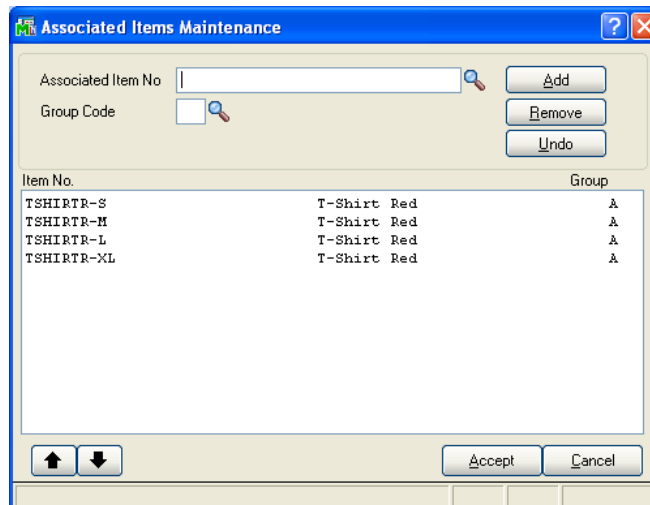 Associated Items Maintenance
Associated Item No
Add
Group Code
Remove
Undo
Item No. Group
TSHIRTR-S T-Shirt Red A
TSHIRTR-M T-Shirt Red A
TSHIRTR-L T-Shirt Red A
TSHIRTR-XL T-Shirt Red A
Accept Cancel